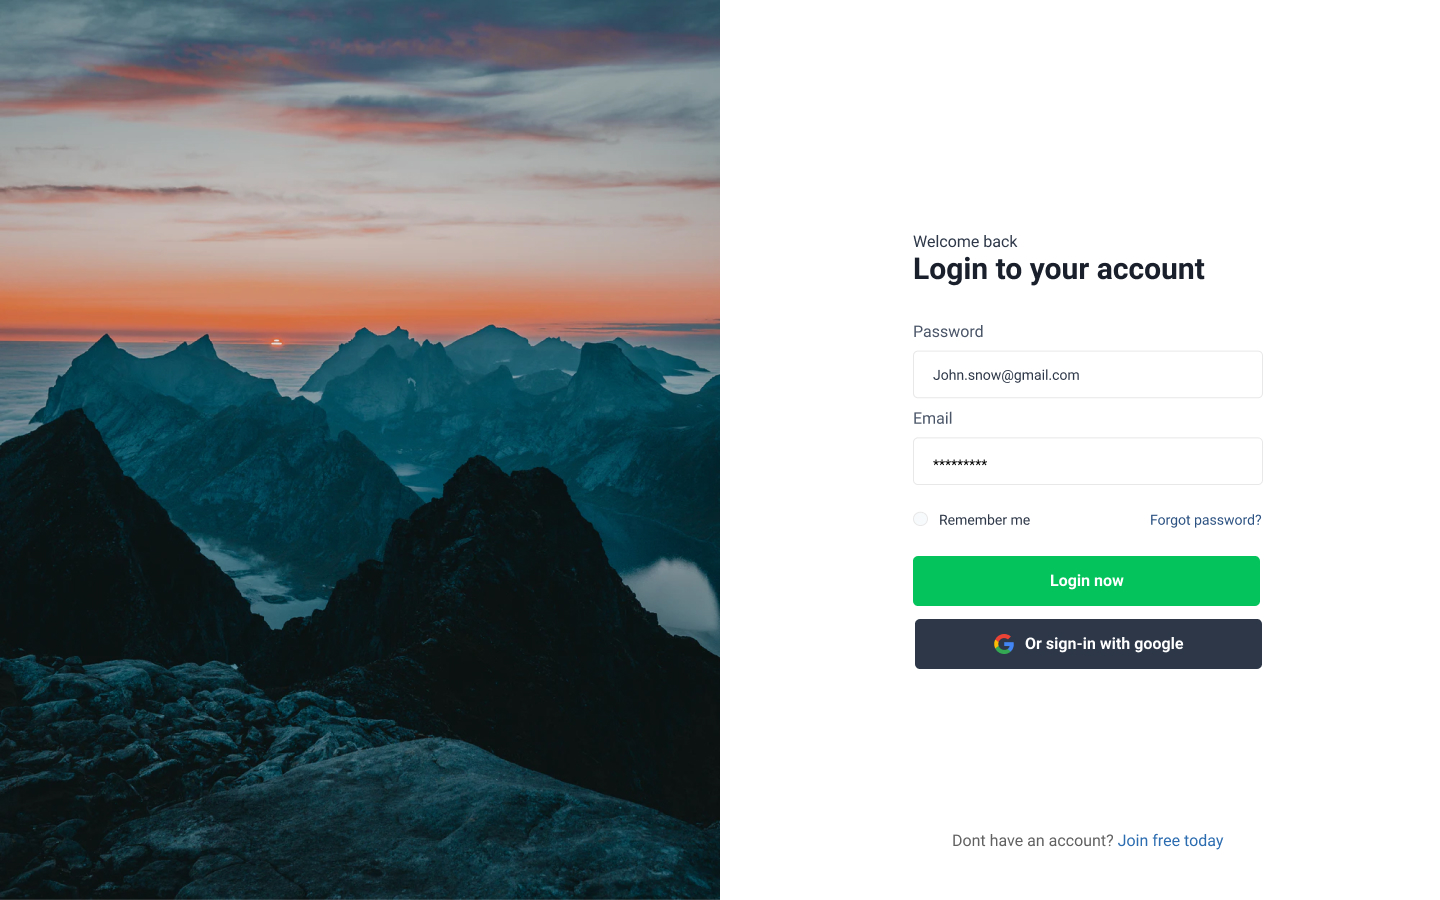 Welcome back
Login to your account
Password
John.snow@gmail.com
Email
*********
Remember me
Forgot password?
Login now
Or sign-in with google
Dont have an account? Join free today